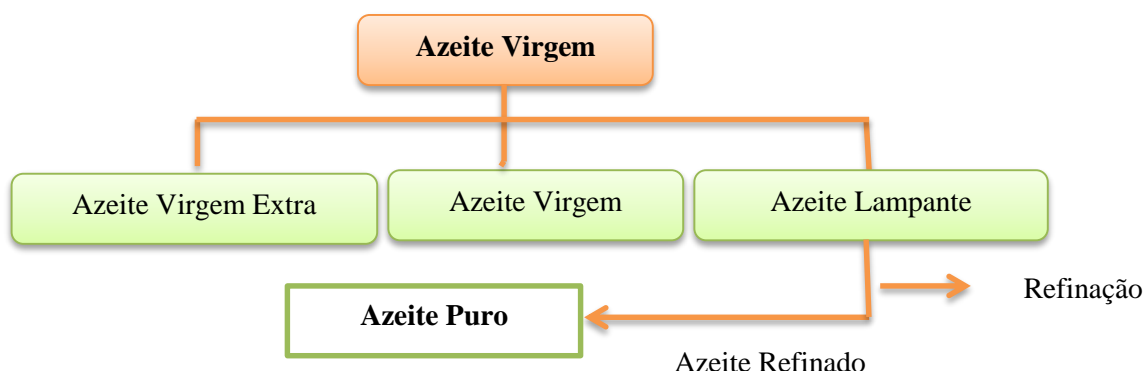 Azeite Virgem
Azeite Virgem Extra
Azeite Virgem
Azeite Lampante
Refinação
Azeite Puro
Azeite Refinado